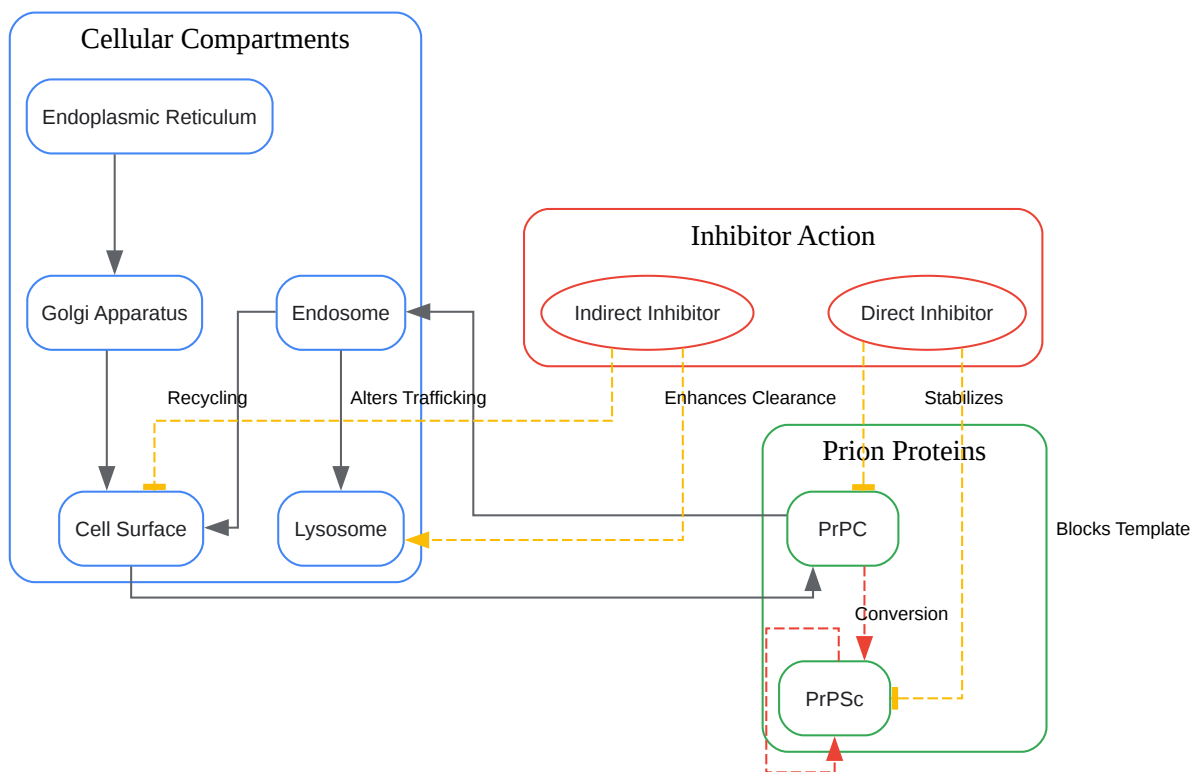 Cellular Compartments
Endoplasmic Reticulum
Inhibitor Action
Golgi Apparatus
Endosome
Indirect Inhibitor
Direct Inhibitor
Recycling
Alters Trafficking
Enhances Clearance
Stabilizes
Prion Proteins
Cell Surface
Lysosome
PrPC
Blocks Template
Conversion
PrPSc